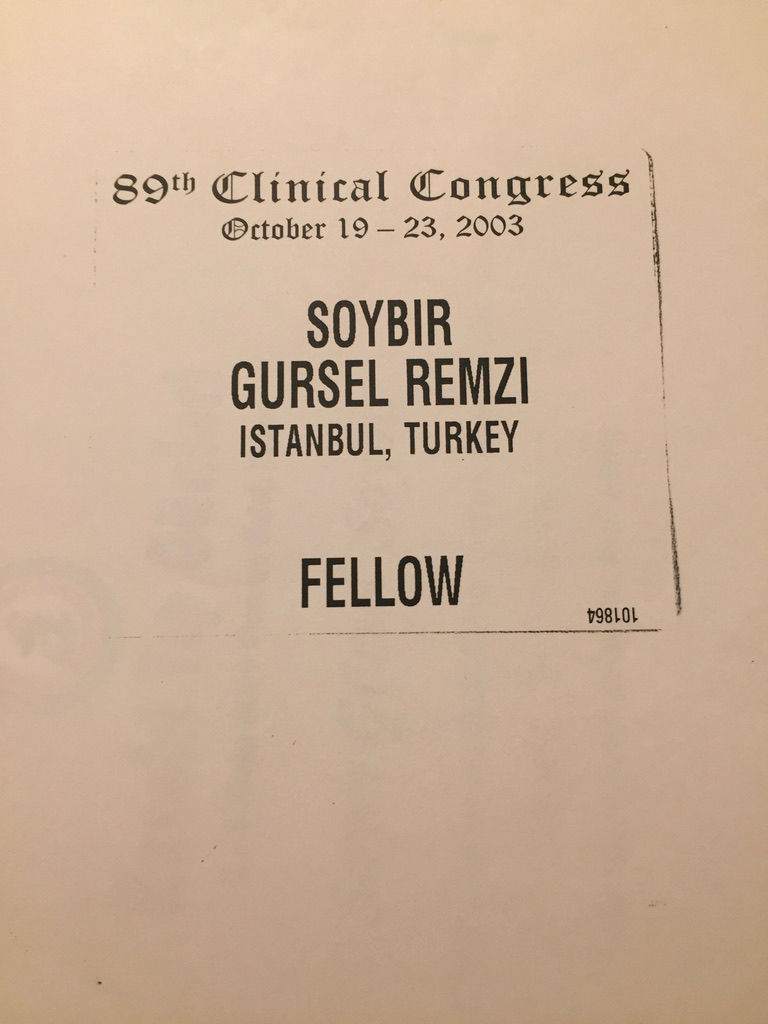 89th Clinical Congress
October 19 – 23, 2003
SOYBIR
GURSEL REMZI
ISTANBUL, TURKEY
FELLOW
101864